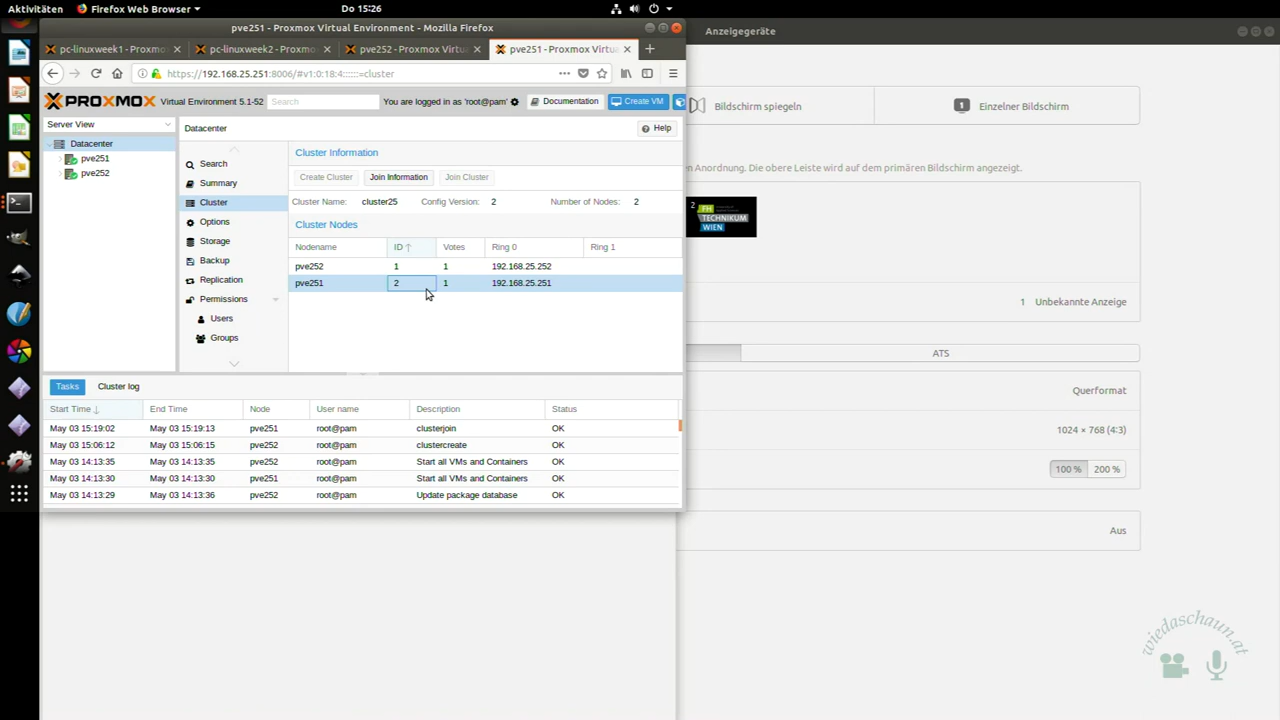 Aktivitäten Firefox Web Browser Do 15:26
pve251 - Proxmox Virtual Environment - Mozilla Firefox
Anzeigegeräte
pc-linuxweek1 - Proxmo pc-linuxweek2 - Proxmo pve252 - Proxmox Virtu pve251 - Proxmox Virtu
https://192.168.25.251:8006/#v1:0:18:4::::::=cluster
PROXMOX Virtual Environment 5.1-52 Search You are logged in as 'root@pam' Documentation Create VM
Bildschirm spiegeln
1 Einzelner Bildschirm
Server View
Datacenter
pve251
pve252
Datacenter
Help
Search
Summary
Cluster
Options
Storage
Backup
Replication
Permissions
Users
Groups
Cluster Information
Create Cluster Join Information Join Cluster
Cluster Name: cluster25 Config Version: 2 Number of Nodes: 2
Cluster Nodes
Nodename ID Votes Ring 0 Ring 1
pve252 1 1 192.168.25.252
pve251 2 1 192.168.25.251
en Anordnung. Die obere Leiste wird auf dem primären Bildschirm angezeigt.
2 FH
TECHNIKUM
WIEN
1 Unbekannte Anzeige
ATS
Querformat
1024 × 768 (4:3)
100 % 200 %
Aus
Tasks Cluster log
Start Time End Time Node User name Description Status
May 03 15:19:02 May 03 15:19:13 pve251 root@pam clusterjoin OK
May 03 15:06:12 May 03 15:06:15 pve252 root@pam clustercreate OK
May 03 14:13:35 May 03 14:13:35 pve252 root@pam Start all VMs and Containers OK
May 03 14:13:30 May 03 14:13:30 pve251 root@pam Start all VMs and Containers OK
May 03 14:13:29 May 03 14:13:36 pve252 root@pam Update package database OK
wiedaschaun.at